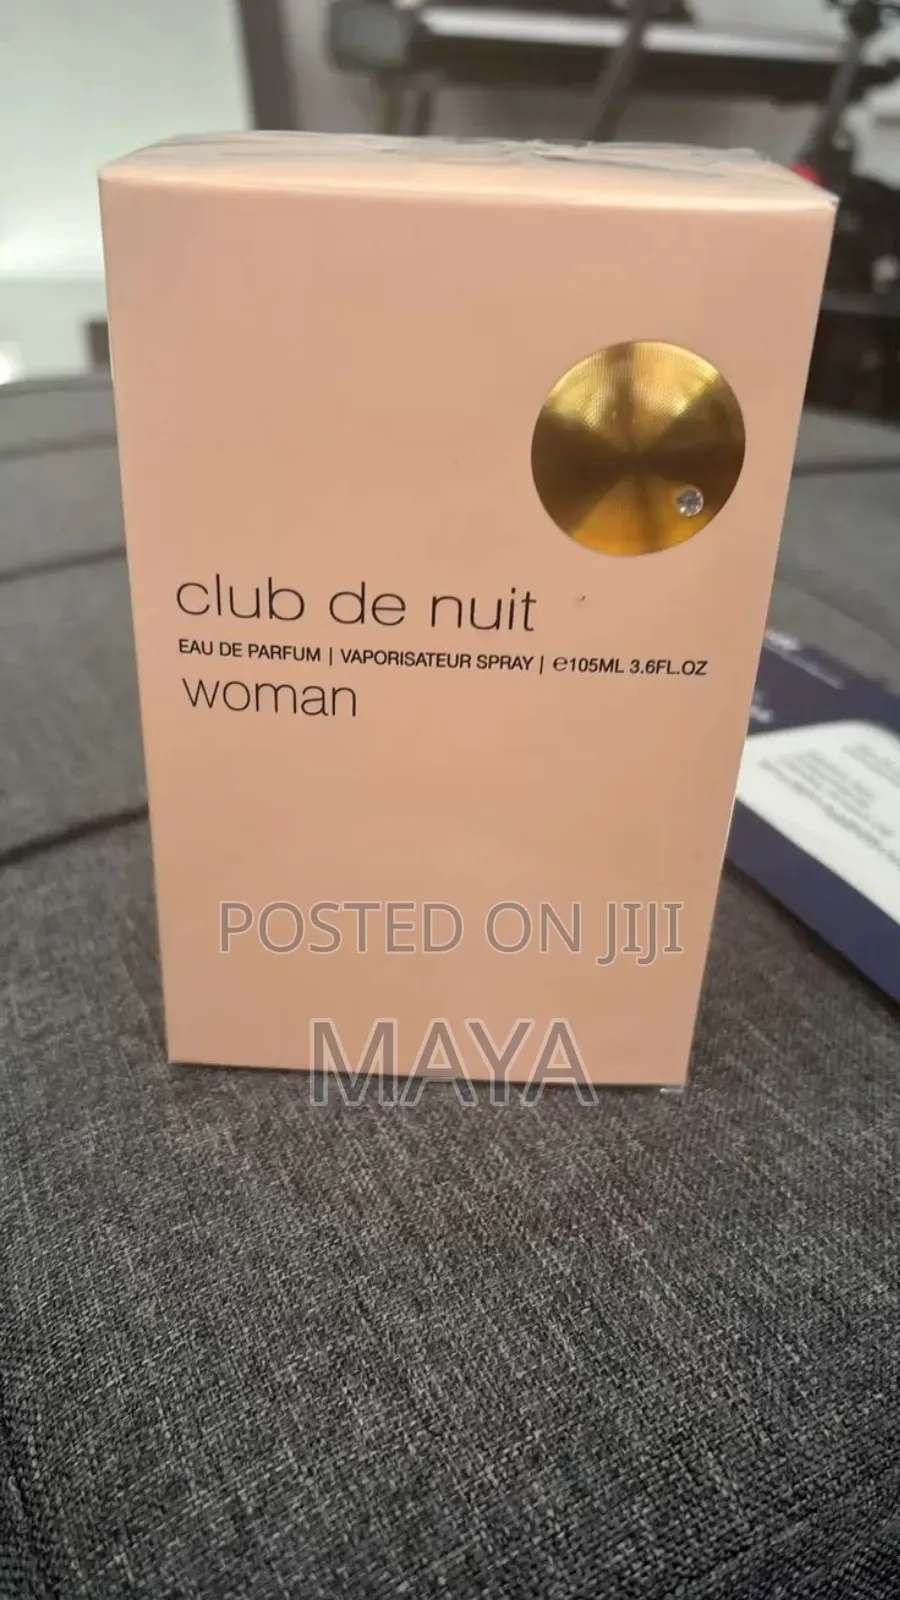 club de nuit
EAU DE PARFUM | VAPORISATEUR SPRAY | ℮105ML 3.6FL.OZ
woman
POSTED ON JIJI
MAYA